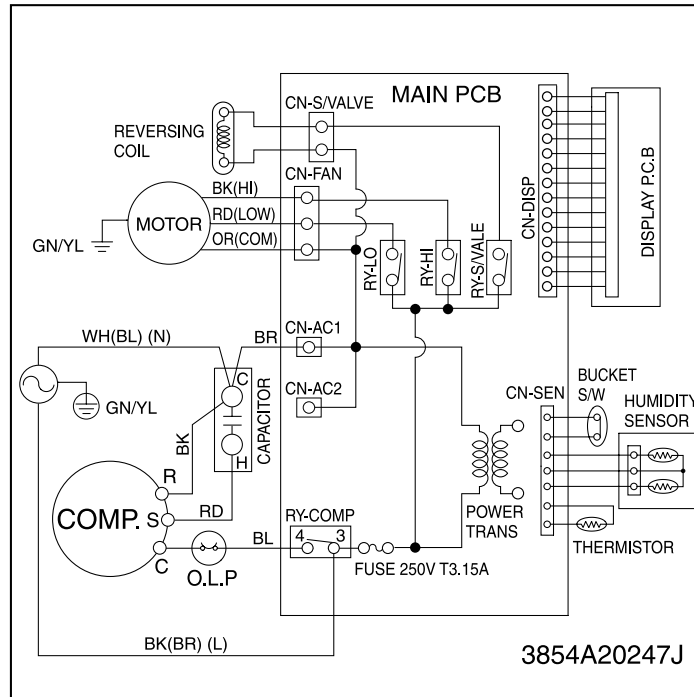 MAIN PCB
CN-S/VALVE
REVERSING
COIL
CN-FAN
BK(HI)
RD(LOW)
OR(COM)
MOTOR
GN/YL
RY-LO
RY-HI
RY-S/VALE
CN-DISP
DISPLAY P.C.B
WH(BL) (N)
BR
CN-AC1
CN-AC2
GN/YL
C
H
CAPACITOR
BK
RD
R
S
C
COMP.
O.L.P
BL
RY-COMP
4 3
FUSE 250V T3.15A
POWER
TRANS
CN-SEN
BUCKET
S/W
HUMIDITY
SENSOR
THERMISTOR
BK(BR) (L)
3854A20247J